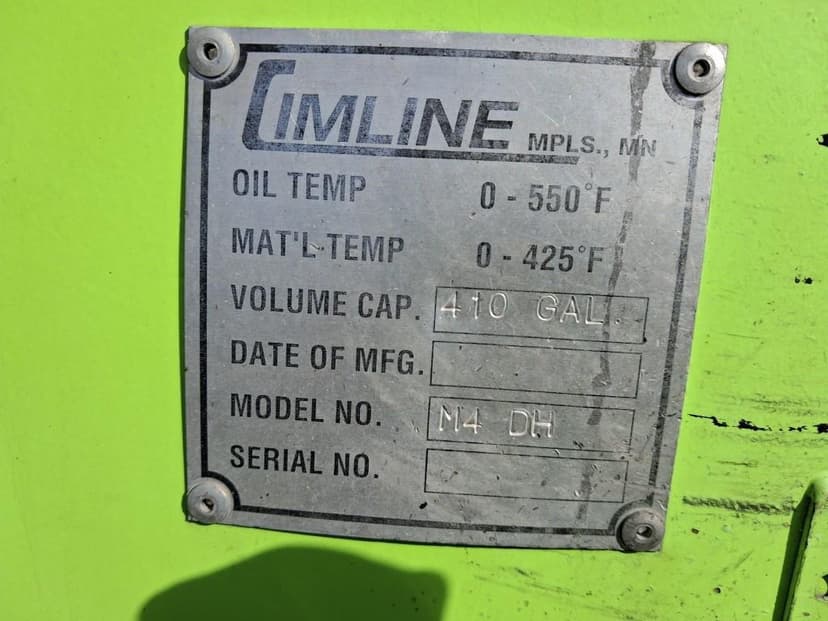 CIMLINE MPLS., MN
OIL TEMP 0 - 550°F
MAT'L-TEMP 0 - 425°F
VOLUME CAP. 410 GAL.
DATE OF MFG.
MODEL NO. M4 DH
SERIAL NO.